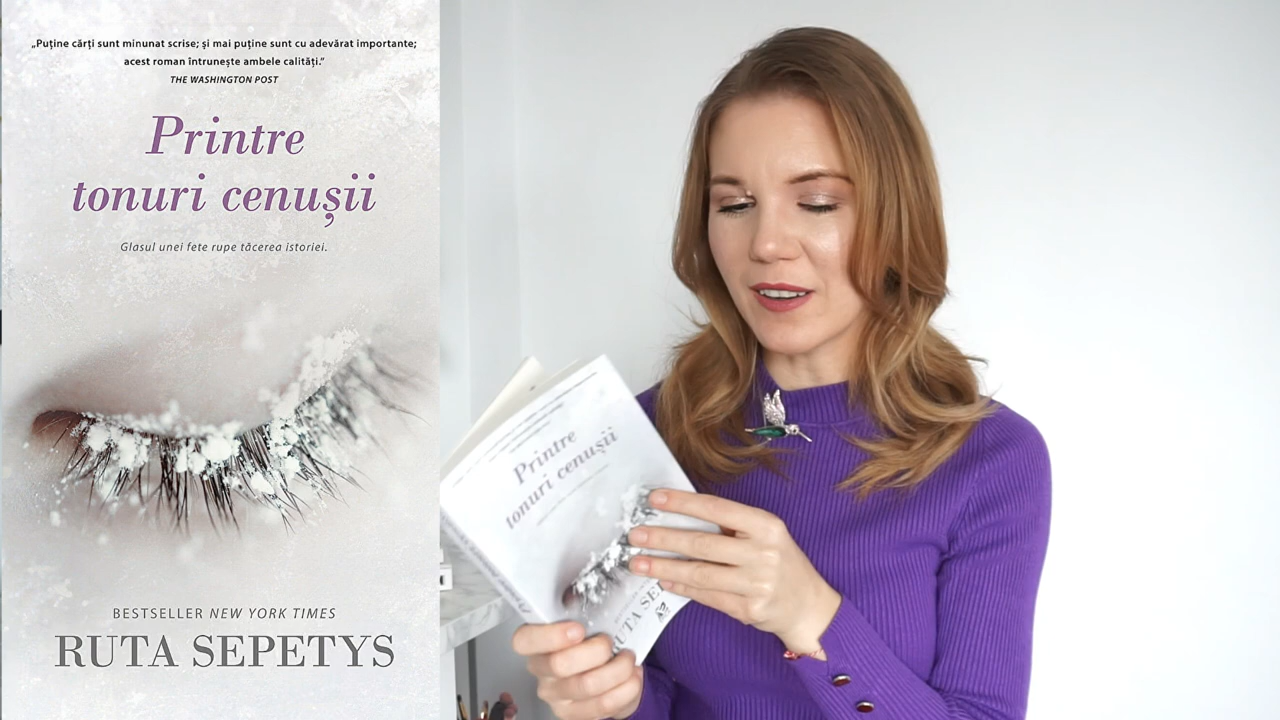 „Puține cărți sunt minunat scrise; și mai puține sunt cu adevărat importante;
acest roman întrunește ambele calități.”
THE WASHINGTON POST
Printre
tonuri cenușii
Glasul unei fete rupe tăcerea istoriei.
BESTSELLER NEW YORK TIMES
RUTA SEPETYS
Printre
tonuri cenușii